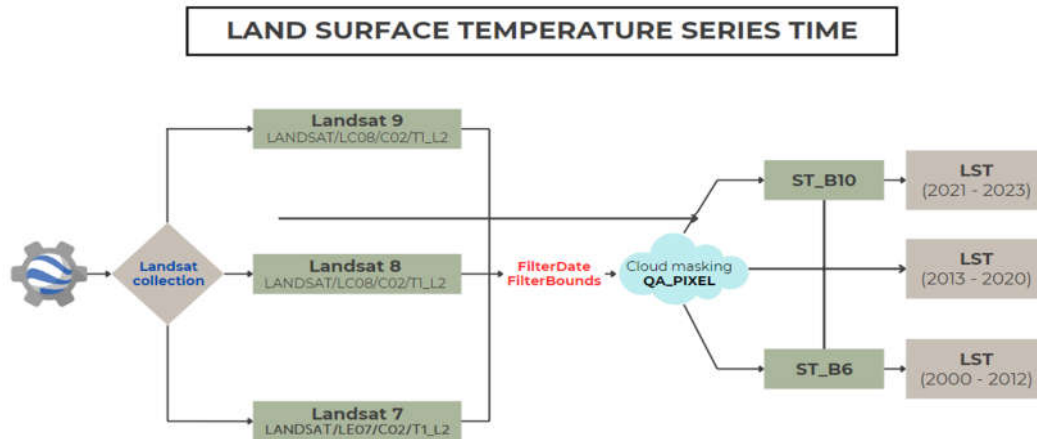 LAND SURFACE TEMPERATURE SERIES TIME
Landsat 9
LANDSAT/LC08/C02/T1_L2
ST_B10
LST
(2021 - 2023)
Landsat
collection
Landsat 8
LANDSAT/LC08/C02/T1_L2
FilterDate
FilterBounds
Cloud masking
QA_PIXEL
LST
(2013 - 2020)
ST_B6
LST
(2000 - 2012)
Landsat 7
LANDSAT/LE07/C02/T1_L2